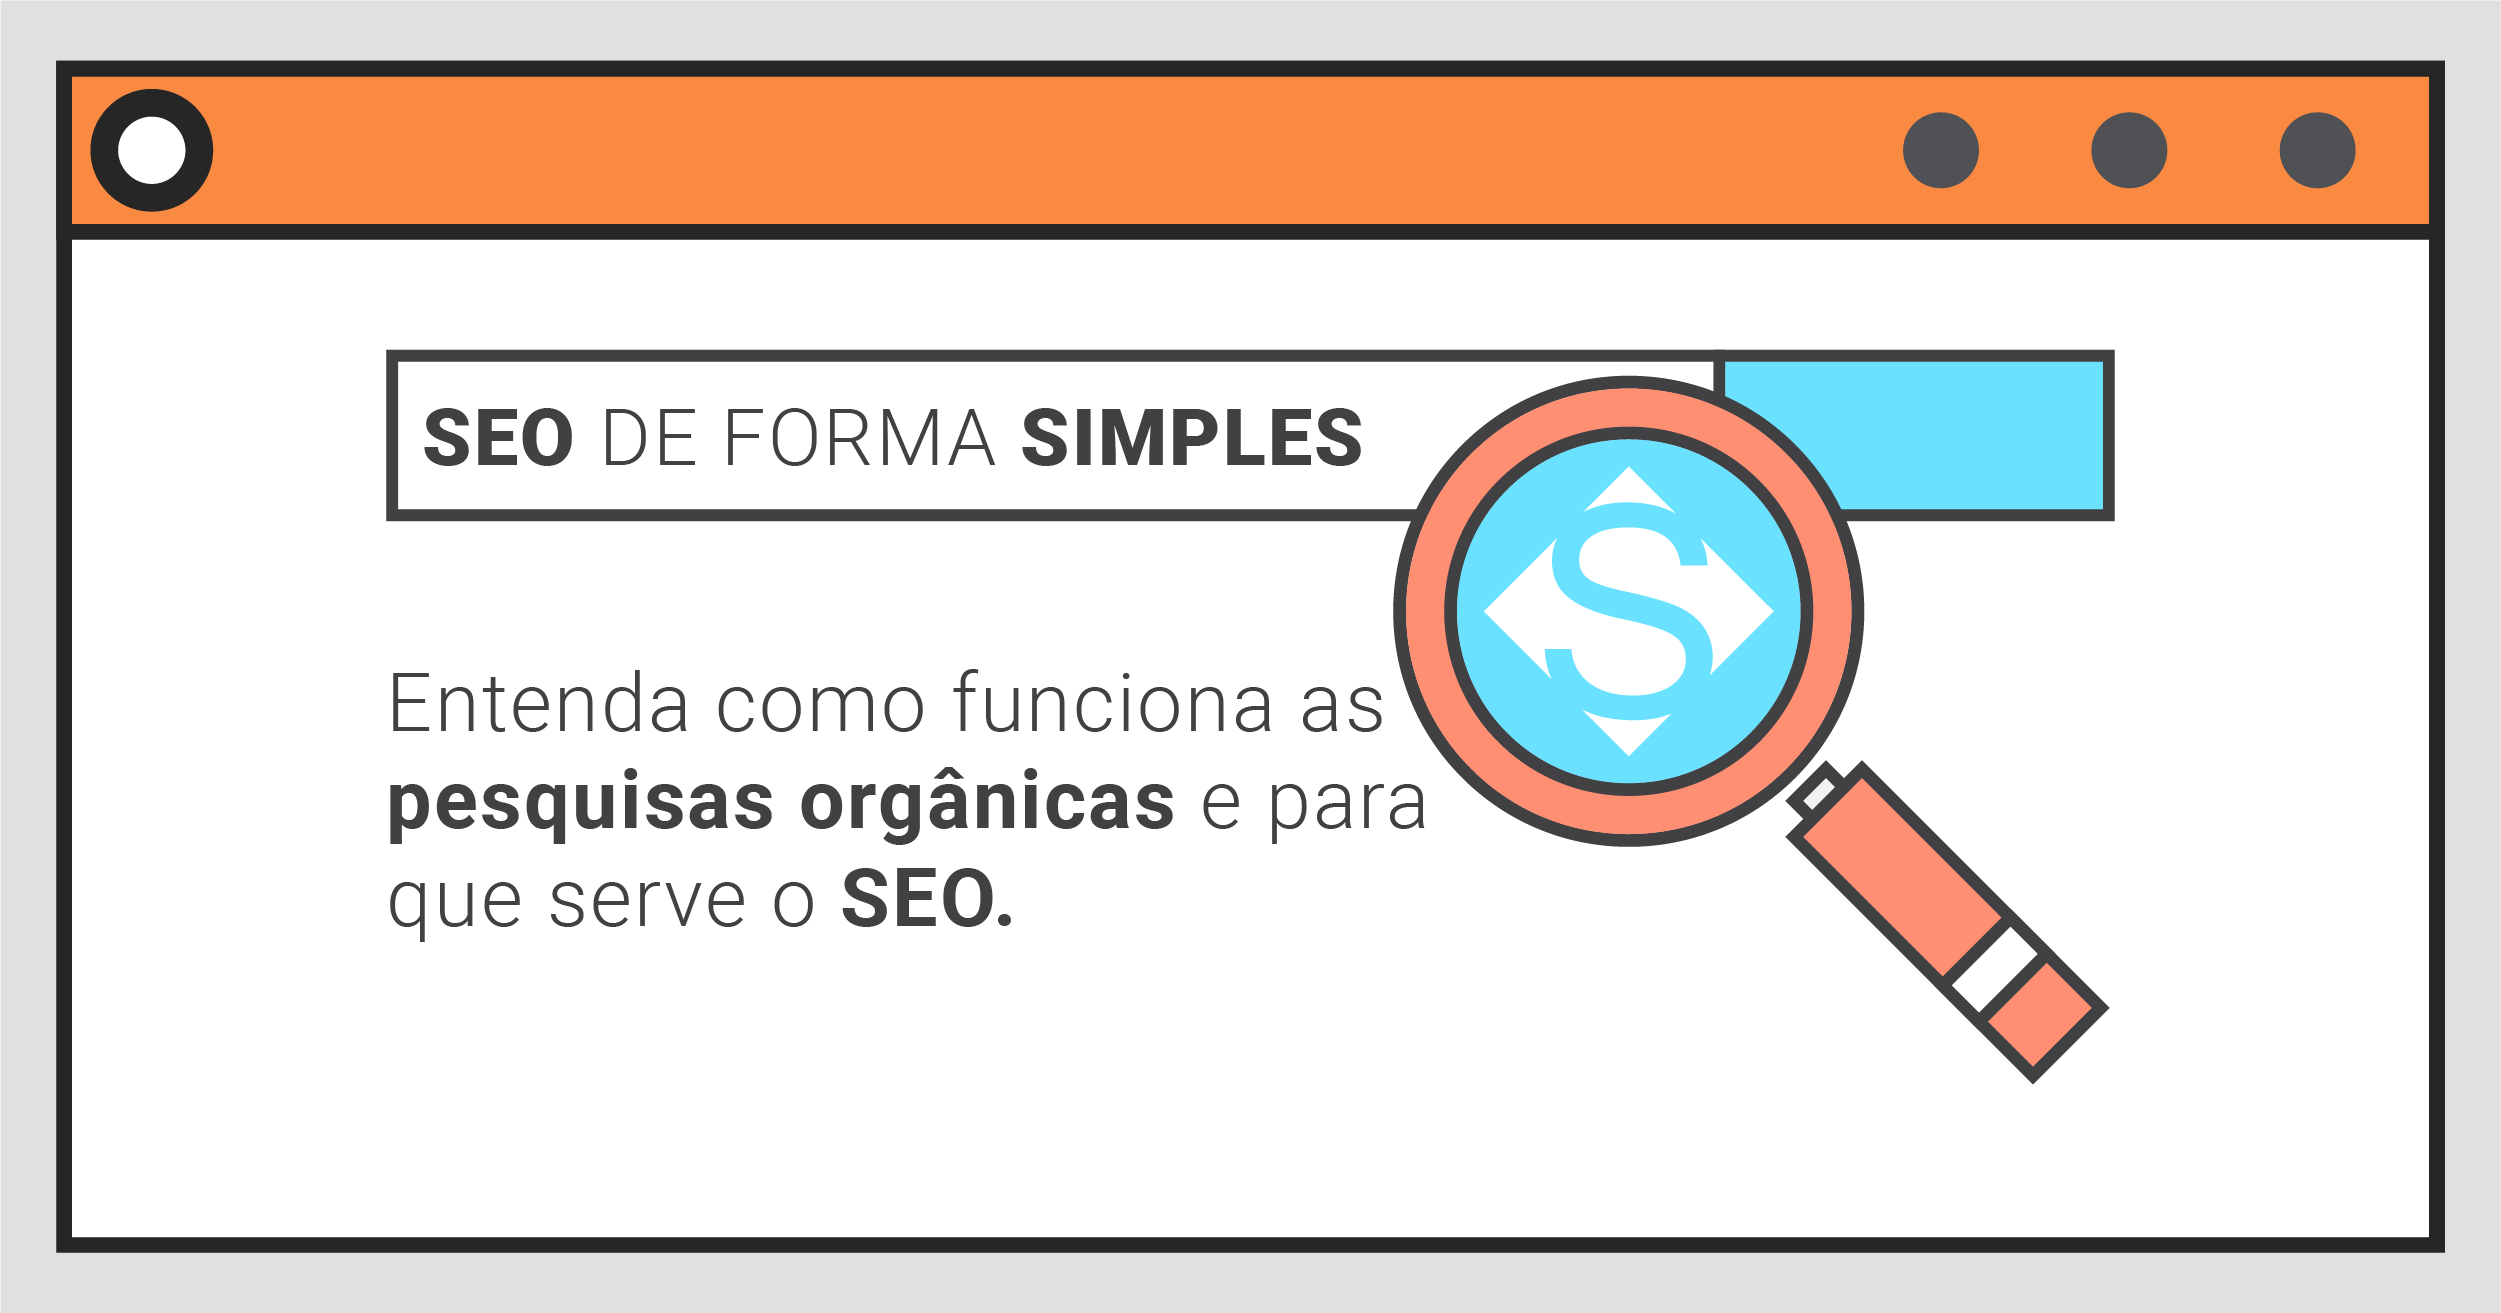 SEO DE FORMA SIMPLES
S
Entenda como funciona as
pesquisas orgânicas e para
que serve o SEO.